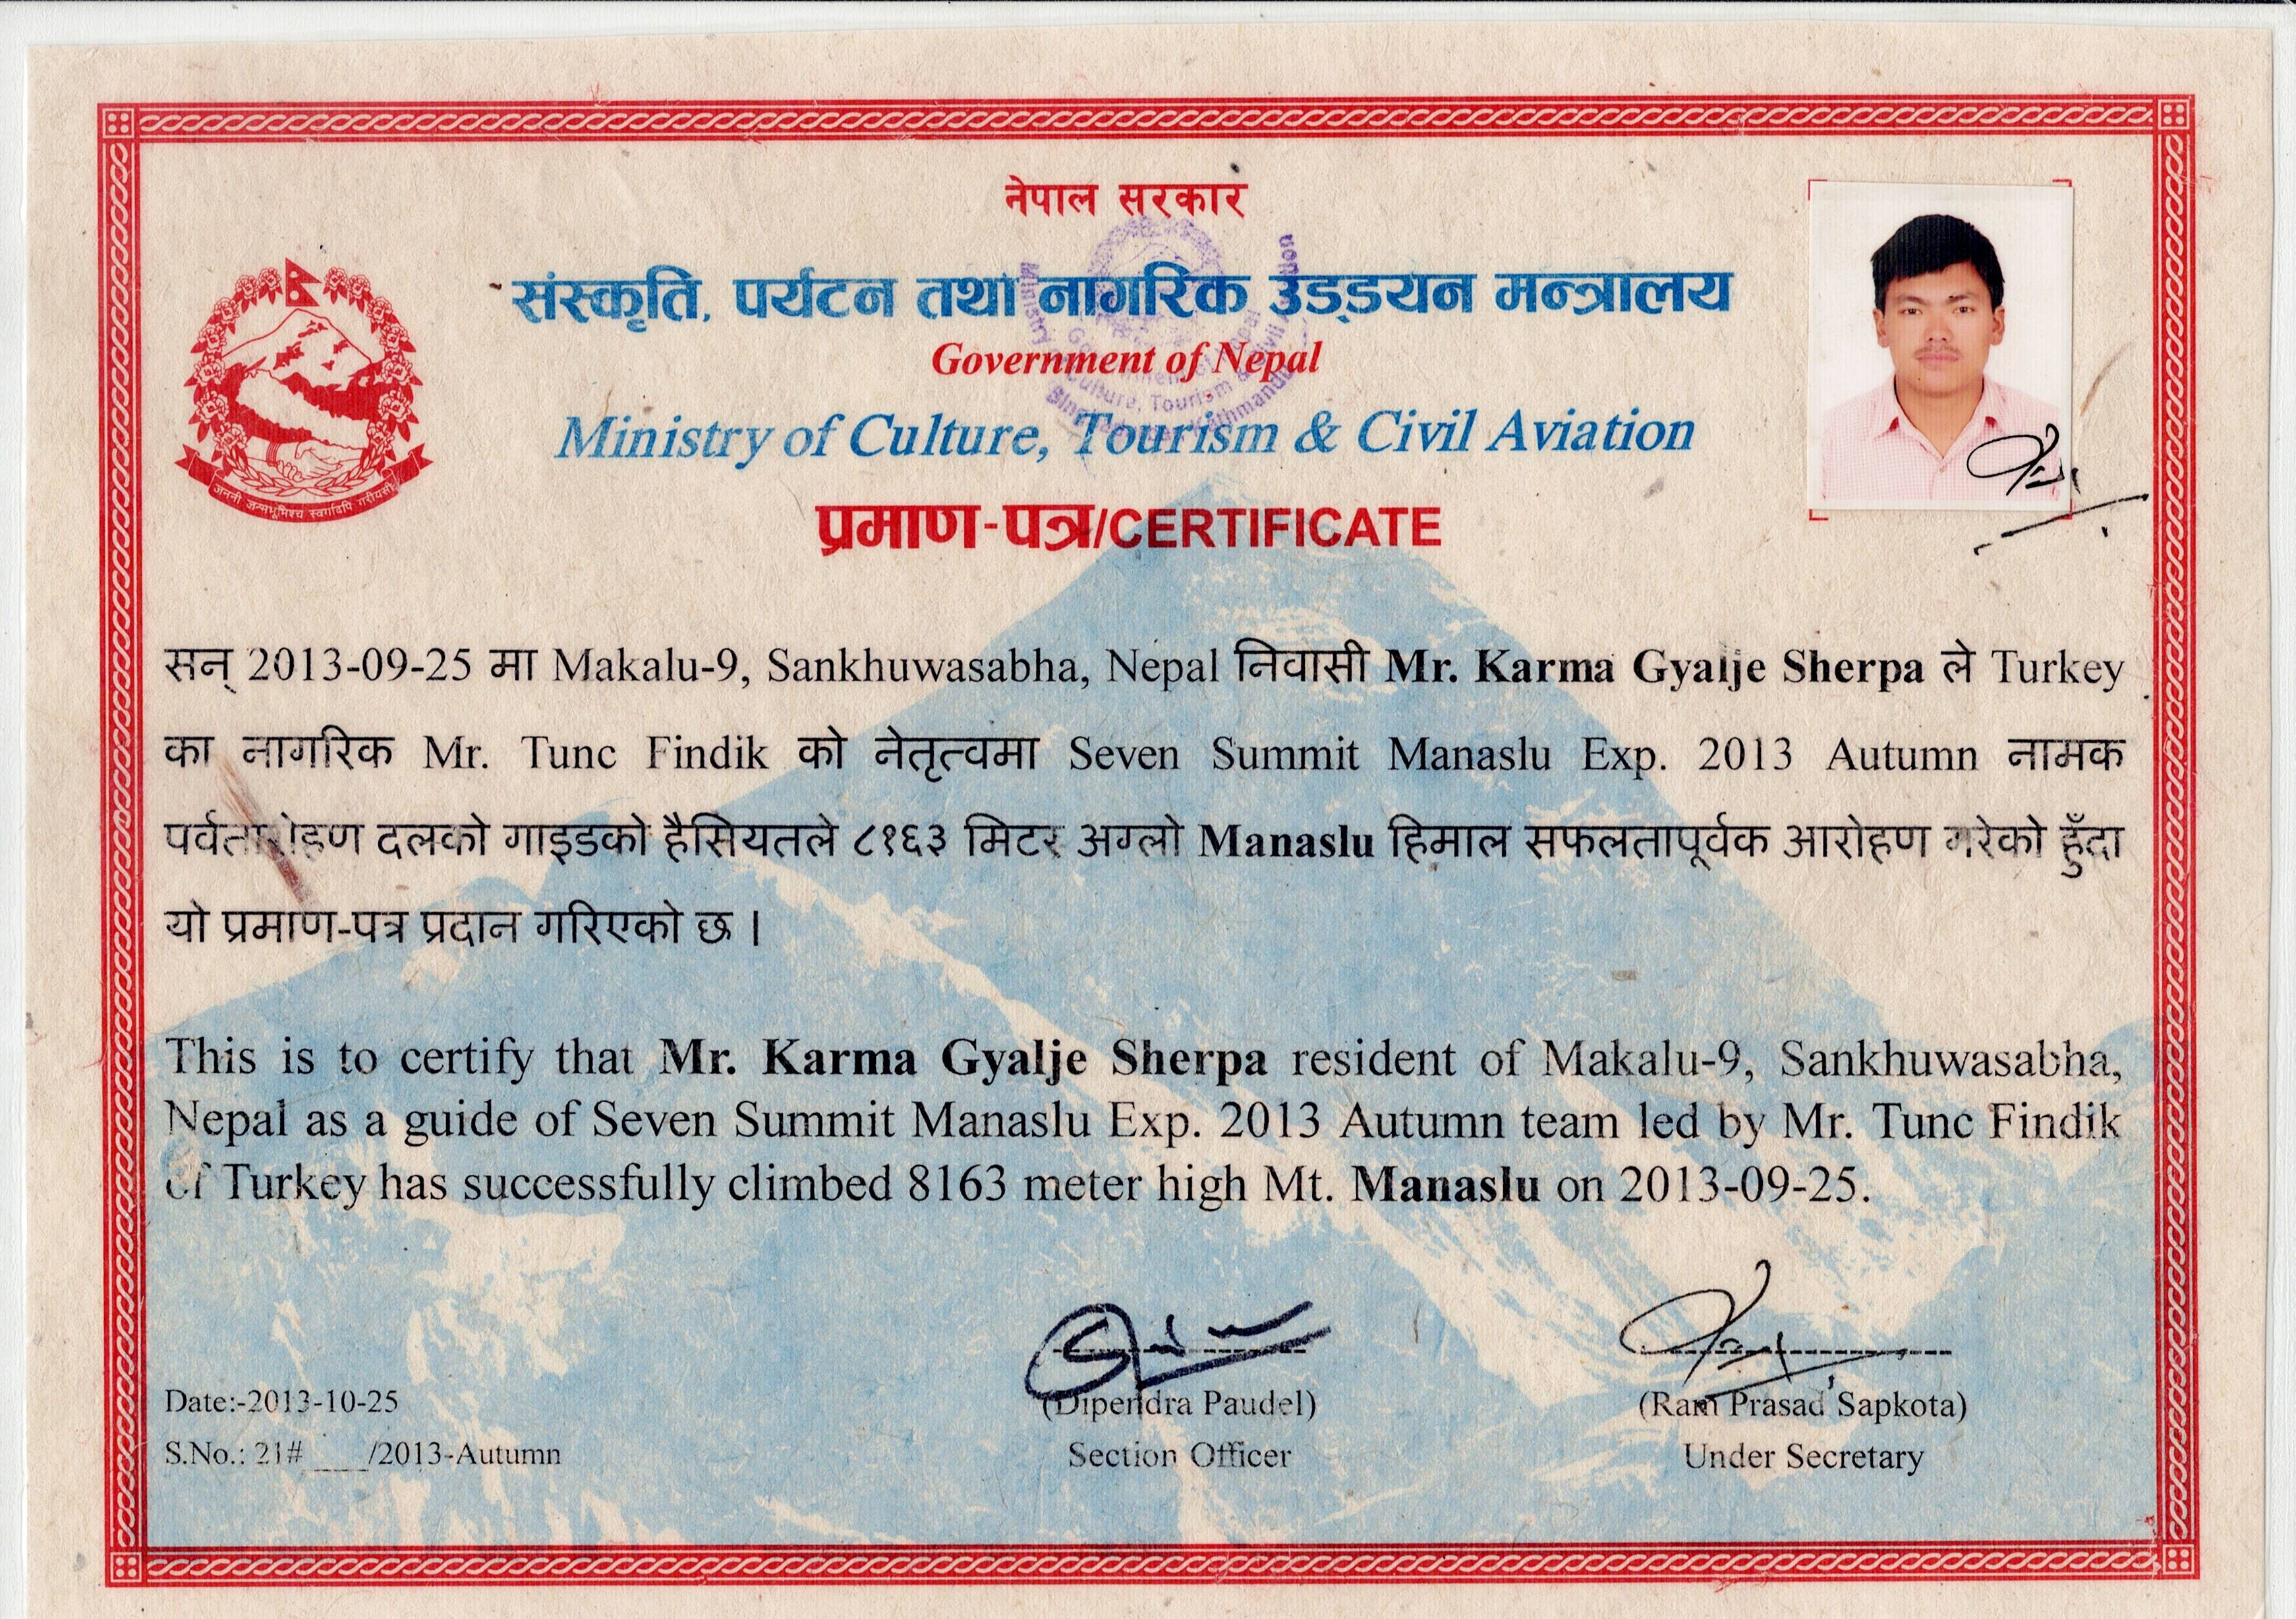 नेपाल सरकार
संस्कृति, पर्यटन तथा नागरिक उड्डयन मन्त्रालय
Government of Nepal
Ministry of Culture, Tourism & Civil Aviation
प्रमाण-पत्र/CERTIFICATE
जननी जन्मभूमिश्च स्वर्गादपि गरीयसी
सन् 2013-09-25 मा Makalu-9, Sankhuwasabha, Nepal निवासी Mr. Karma Gyalje Sherpa ले Turkey
का नागरिक Mr. Tunc Findik को नेतृत्वमा Seven Summit Manaslu Exp. 2013 Autumn नामक
पर्वतारोहण दलको गाइडको हैसियतले ८१६३ मिटर अग्लो Manaslu हिमाल सफलतापूर्वक आरोहण गरेको हुँदा
यो प्रमाण-पत्र प्रदान गरिएको छ ।
This is to certify that Mr. Karma Gyalje Sherpa resident of Makalu-9, Sankhuwasabha,
Nepal as a guide of Seven Summit Manaslu Exp. 2013 Autumn team led by Mr. Tunc Findik
of Turkey has successfully climbed 8163 meter high Mt. Manaslu on 2013-09-25.
Date:-2013-10-25
S.No.: 21# ___/2013-Autumn
(Dipendra Paudel)
Section Officer
(Ram Prasad Sapkota)
Under Secretary